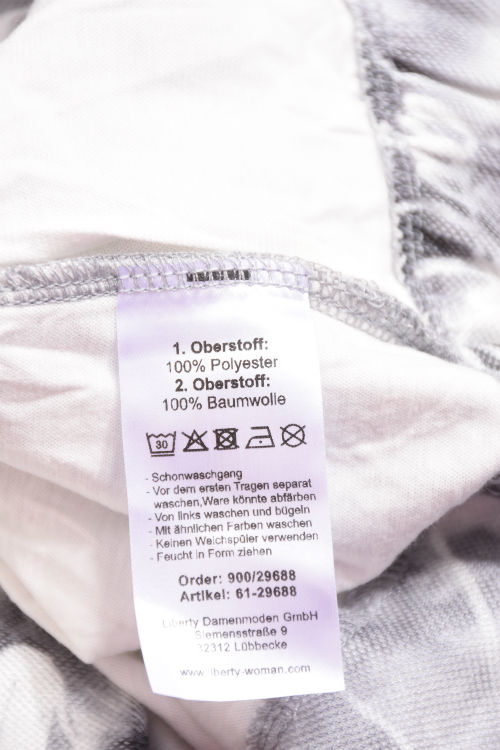 1. Oberstoff:
100% Polyester
2. Oberstoff:
100% Baumwolle
30
- Schonwaschgang
- Vor dem ersten Tragen separat
waschen,Ware könnte abfärben
- Von links waschen und bügeln
- Mit ähnlichen Farben waschen
- Keinen Weichspüler verwenden
- Feucht in Form ziehen
Order: 900/29688
Artikel: 61-29688
Liberty Damenmoden GmbH
Siemensstraße 9
32312 Lübbecke
www.liberty-woman.com